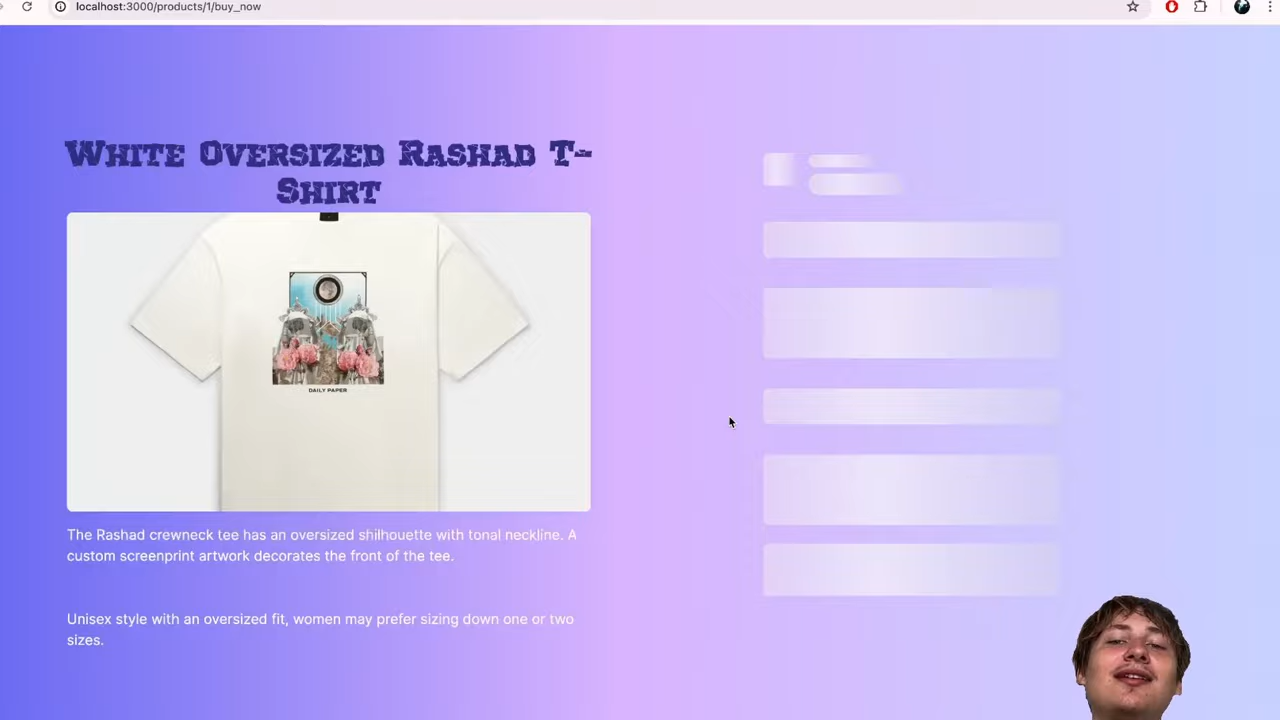 localhost:3000/products/1/buy_now
White Oversized Rashad T-
Shirt
DAILY PAPER
The Rashad crewneck tee has an oversized shilhouette with tonal neckline. A
custom screenprint artwork decorates the front of the tee.
Unisex style with an oversized fit, women may prefer sizing down one or two
sizes.